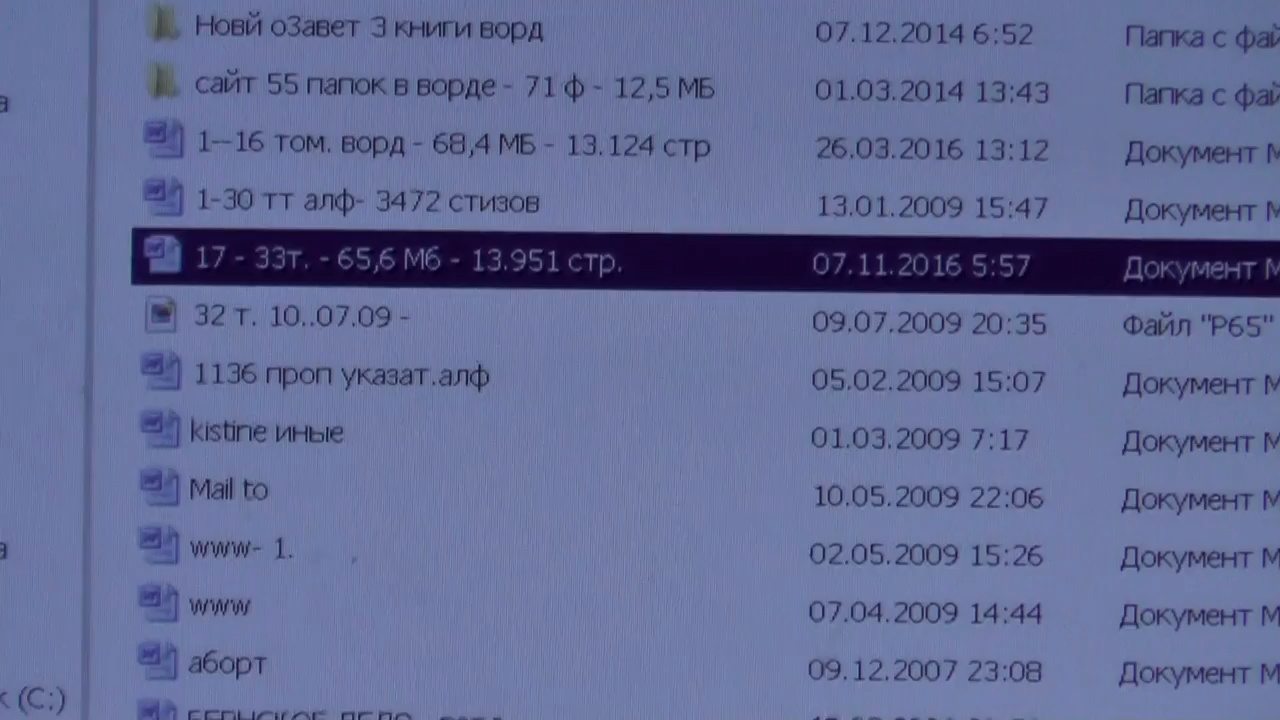 Новй оЗавет 3 книги ворд 07.12.2014 6:52 Папка с фай
сайт 55 папок в ворде - 71 ф - 12,5 МБ 01.03.2014 13:43 Папка с фай
1--16 том. ворд - 68,4 МБ - 13.124 стр 26.03.2016 13:12 Документ M
1-30 тт алф- 3472 стизов 13.01.2009 15:47 Документ M
17 - 33т. - 65,6 Мб - 13.951 стр. 07.11.2016 5:57 Документ M
32 т. 10..07.09 - 09.07.2009 20:35 Файл "P65"
1136 проп указат.алф 05.02.2009 15:07 Документ M
kistine иные 01.03.2009 7:17 Документ M
Mail to 10.05.2009 22:06 Документ M
www- 1. 02.05.2009 15:26 Документ M
www 07.04.2009 14:44 Документ M
аборт 09.12.2007 23:08 Документ M
(C:)